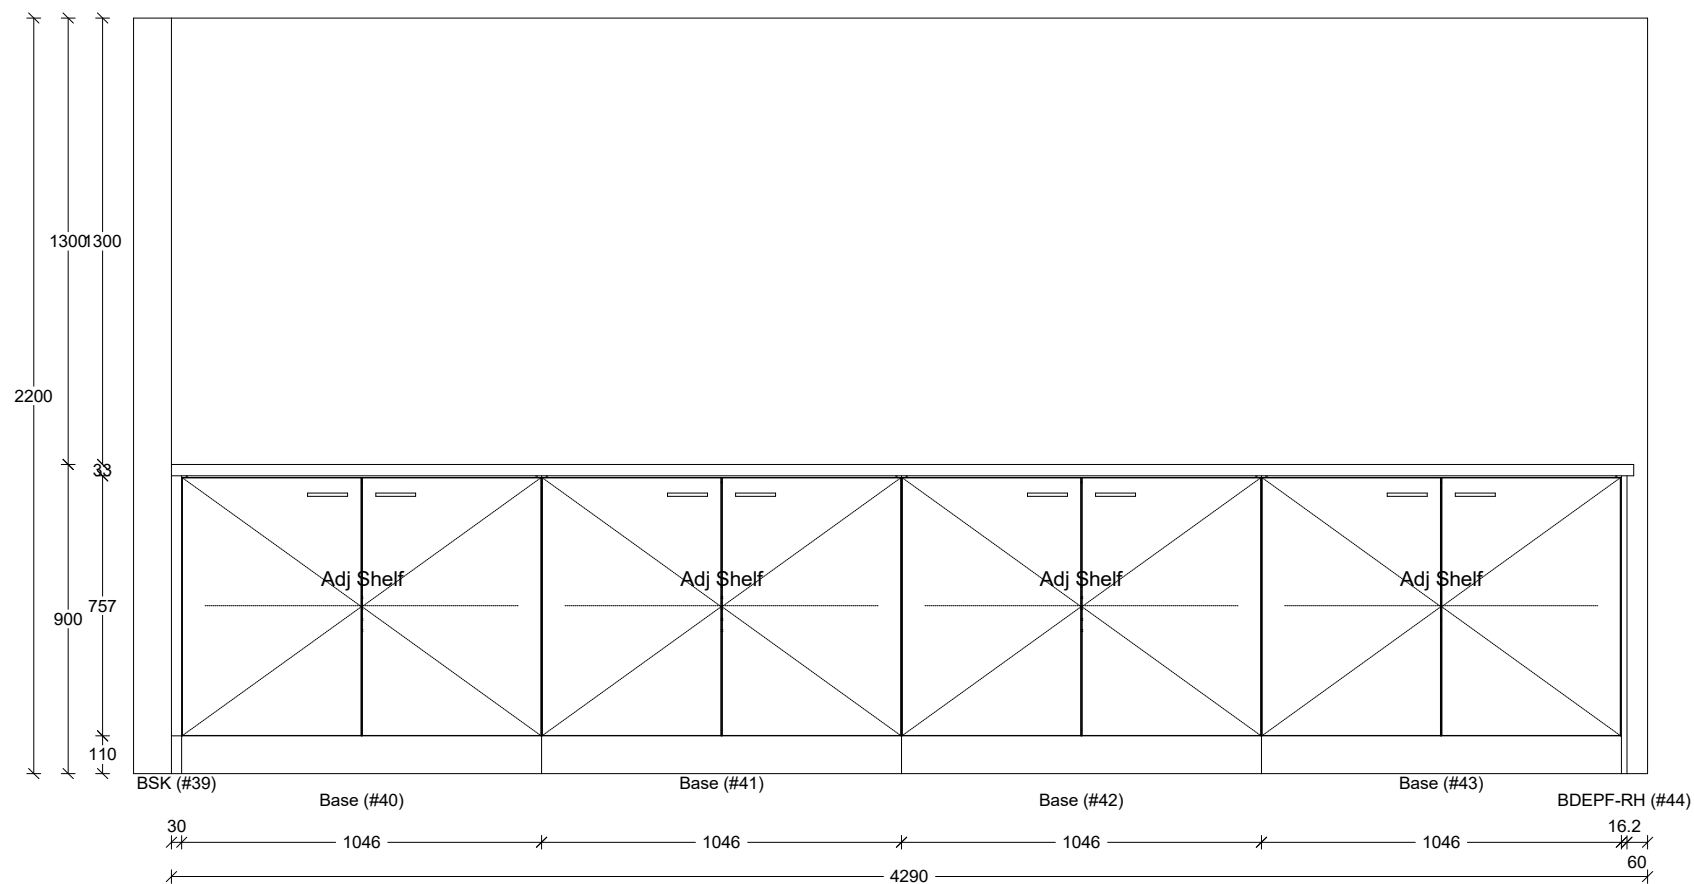 1300
1300
2200
33
Adj Shelf
Adj Shelf
Adj Shelf
Adj Shelf
757
900
110
BSK (#39)
Base (#41)
Base (#43)
Base (#40)
Base (#42)
BDEPF-RH (#44)
30
16.2
1046
1046
1046
1046
60
4290